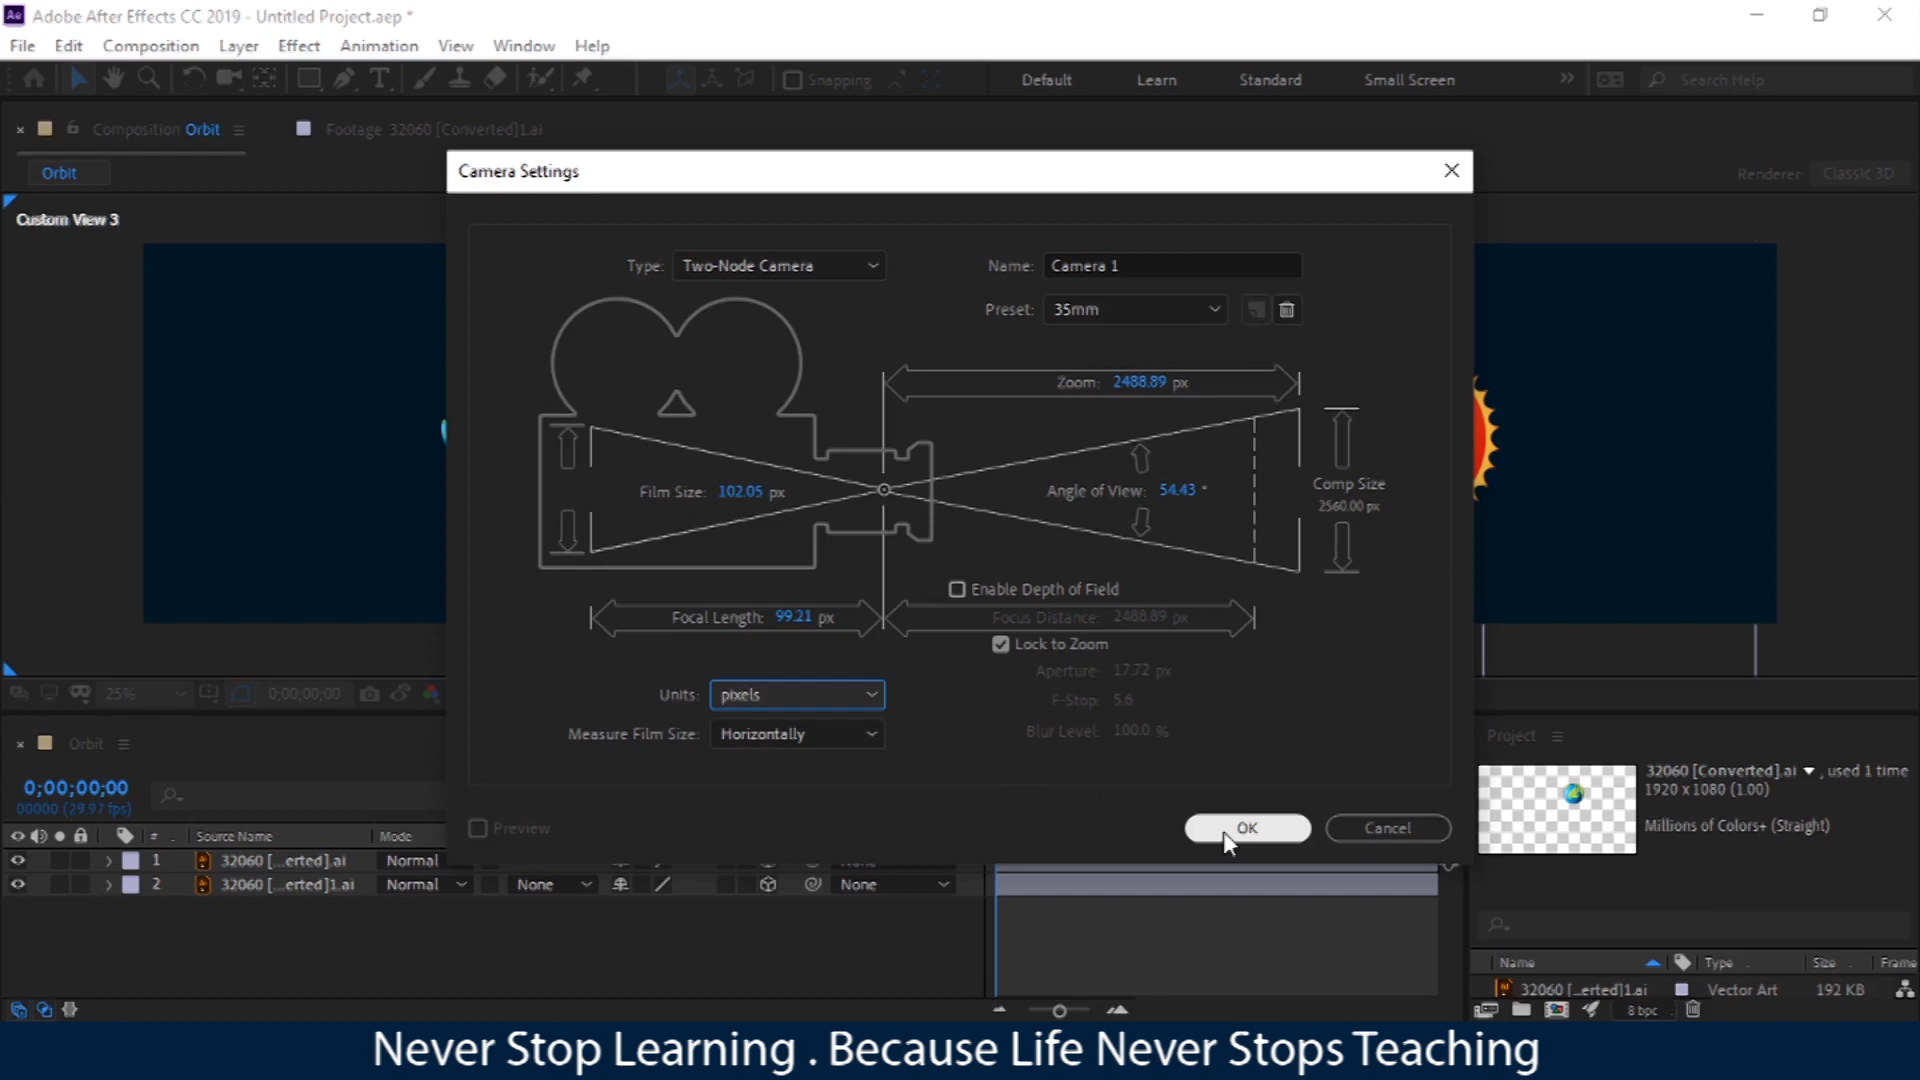 Ae Adobe After Effects CC 2019 - Untitled Project.aep *
File Edit Composition Layer Effect Animation View Window Help
Snapping Default Learn Standard Small Screen Search Help
Composition Orbit Footage 32060 [Converted]1.ai
Orbit Renderer: Classic 3D
Custom View 3
Camera Settings
Type: Two-Node Camera Name: Camera 1
Preset: 35mm
Zoom: 2488.89 px
Film Size: 102.05 px Angle of View: 54.43 ° Comp Size
2560.00 px
Enable Depth of Field
Focal Length: 99.21 px Focus Distance: 2488.89 px
Lock to Zoom
Aperture: 17.72 px
Units: pixels F-Stop: 5.6
Measure Film Size: Horizontally Blur Level: 100.0 %
Preview OK Cancel
25% 0;00;00;00
Orbit
0;00;00;00
00000 (29.97 fps)
# Source Name Mode
1 32060 [...erted].ai Normal
2 32060 [...erted]1.ai Normal None None
Project
32060 [Converted].ai , used 1 time
1920 x 1080 (1.00)
Millions of Colors+ (Straight)
Name Type Size Frame
32060 [...erted]1.ai Vector Art 192 KB
8 bpc
Never Stop Learning . Because Life Never Stops Teaching